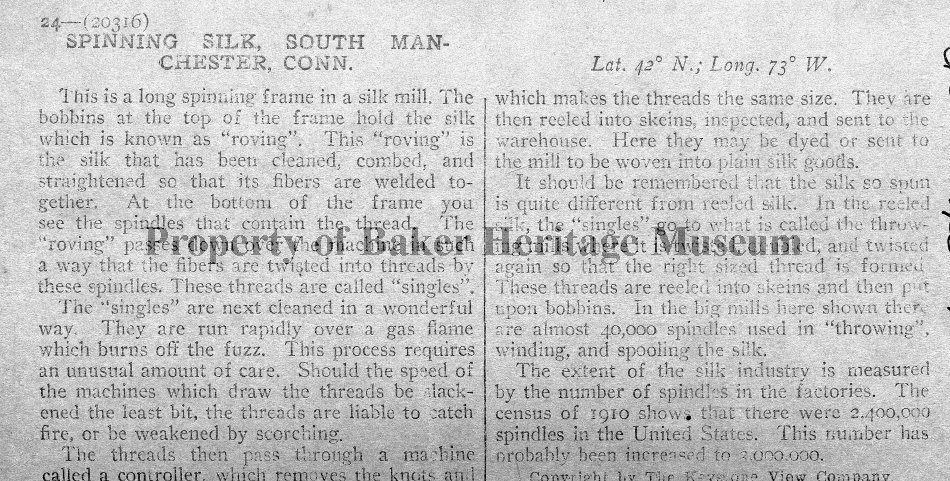 24—(20316)
SPINNING SILK, SOUTH MAN-
CHESTER, CONN.
This is a long spinning frame in a silk mill. The
bobbins at the top of the frame hold the silk
which is known as "roving". This "roving" is
the silk that has been cleaned, combed, and
straightened so that its fibers are welded to-
gether. At the bottom of the frame you
see the spindles that contain the thread. The
"roving" passes down over the machine in such
a way that the fibers are twisted into threads by
these spindles. These threads are called "singles".
The "singles" are next cleaned in a wonderful
way. They are run rapidly over a gas flame
which burns off the fuzz. This process requires
an unusual amount of care. Should the speed of
the machines which draw the threads be slack-
ened the least bit, the threads are liable to catch
fire, or be weakened by scorching.
The threads then pass through a machine
called a controller, which removes the knots and
Lat. 42° N.; Long. 73° W.
which makes the threads the same size. They are
then reeled into skeins, inspected, and sent to the
warehouse. Here they may be dyed or sent to
the mill to be woven into plain silk goods.
It should be remembered that the silk so spun
is quite different from reeled silk. In the reeled
silk, the "singles" go to what is called the throw-
and twisted
again so that the right sized thread is formed
These threads are reeled into skeins and then put
upon bobbins. In the big mills here shown there
are almost 40,000 spindles used in "throwing",
winding, and spooling the silk.
The extent of the silk industry is measured
by the number of spindles in the factories. The
census of 1910 shows that there were 2,400,000
spindles in the United States. This number has
probably been increased to 3,000,000.
Copyright by The Keystone View Company
Property of Baker Heritage Museum